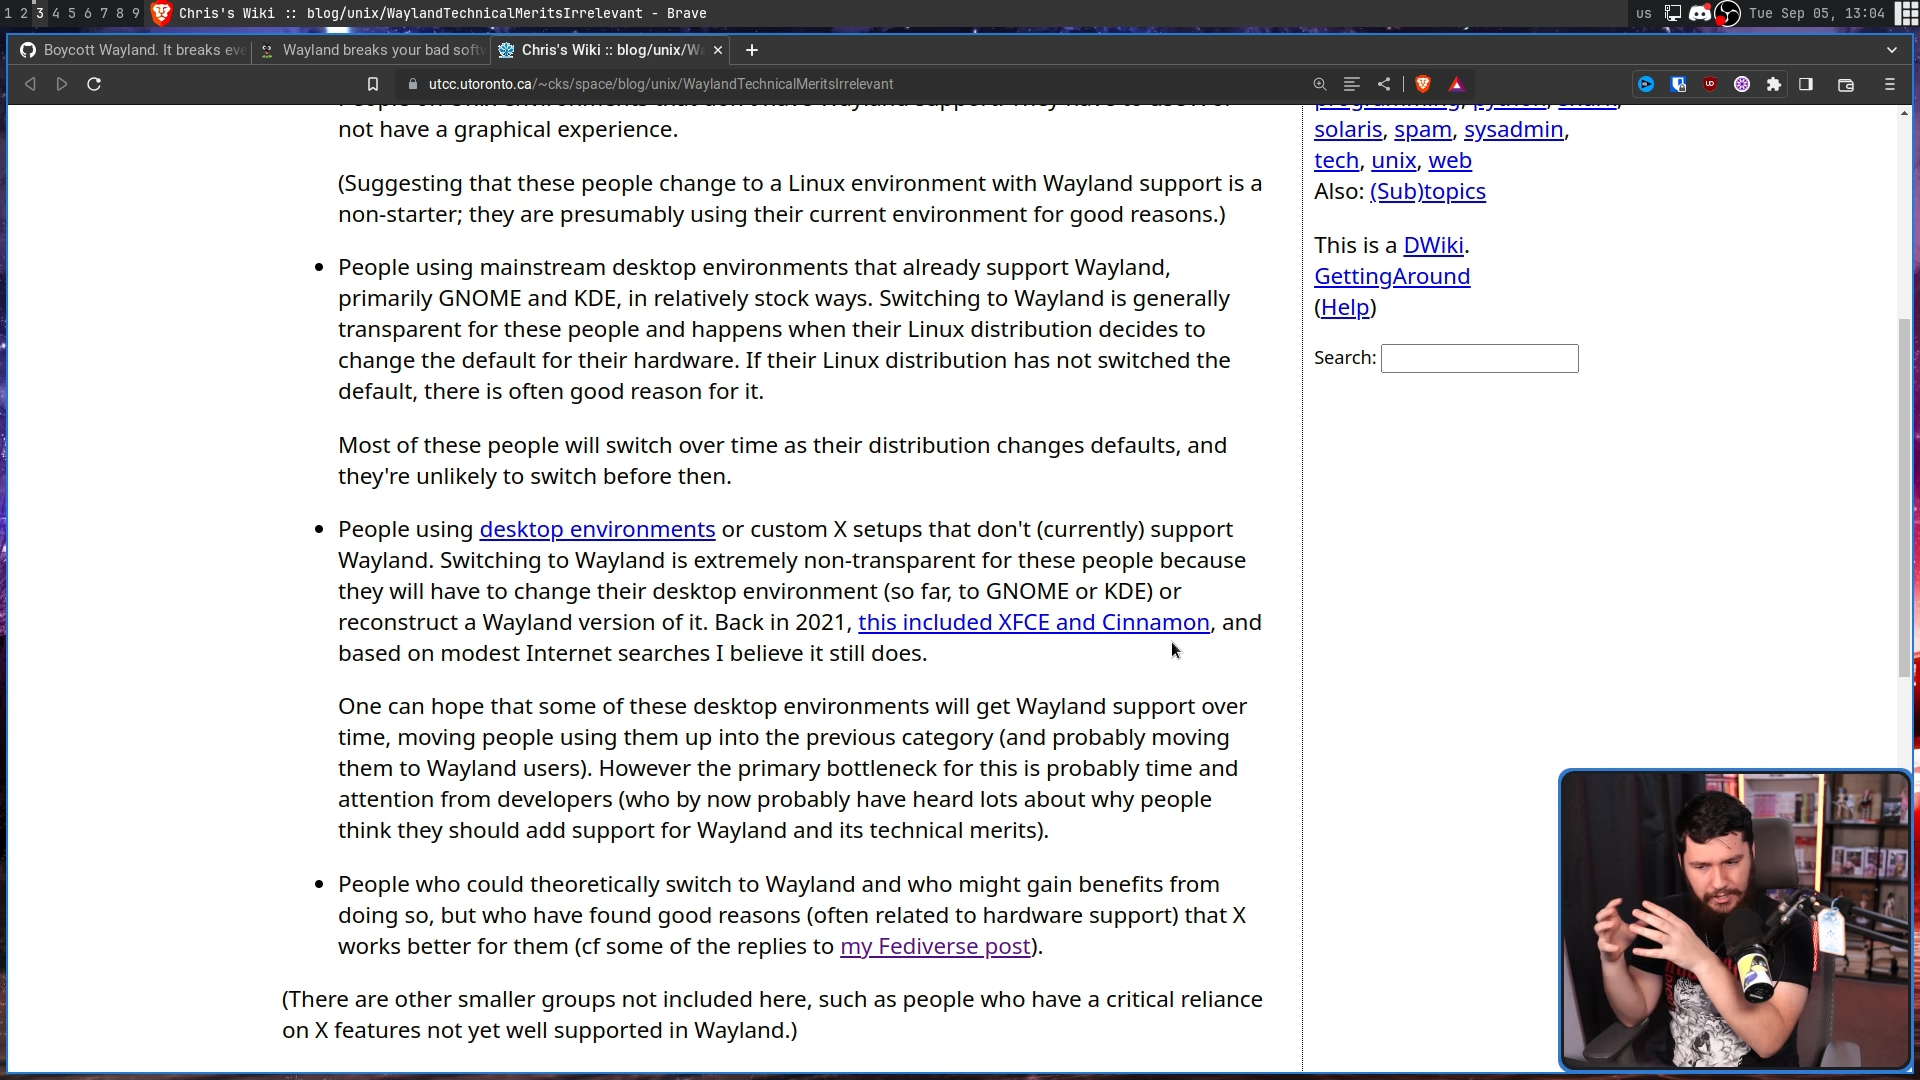 1 2 3 4 5 6 7 8 9 Chris's Wiki :: blog/unix/WaylandTechnicalMeritsIrrelevant - Brave
us Tue Sep 05, 13:04
Boycott Wayland. It breaks eve
Wayland breaks your bad softw
Chris's Wiki :: blog/unix/Wa
utcc.utoronto.ca/~cks/space/blog/unix/WaylandTechnicalMeritsIrrelevant
not have a graphical experience.
(Suggesting that these people change to a Linux environment with Wayland support is a
non-starter; they are presumably using their current environment for good reasons.)
• People using mainstream desktop environments that already support Wayland,
primarily GNOME and KDE, in relatively stock ways. Switching to Wayland is generally
transparent for these people and happens when their Linux distribution decides to
change the default for their hardware. If their Linux distribution has not switched the
default, there is often good reason for it.
Most of these people will switch over time as their distribution changes defaults, and
they're unlikely to switch before then.
• People using desktop environments or custom X setups that don't (currently) support
Wayland. Switching to Wayland is extremely non-transparent for these people because
they will have to change their desktop environment (so far, to GNOME or KDE) or
reconstruct a Wayland version of it. Back in 2021, this included XFCE and Cinnamon, and
based on modest Internet searches I believe it still does.
One can hope that some of these desktop environments will get Wayland support over
time, moving people using them up into the previous category (and probably moving
them to Wayland users). However the primary bottleneck for this is probably time and
attention from developers (who by now probably have heard lots about why people
think they should add support for Wayland and its technical merits).
• People who could theoretically switch to Wayland and who might gain benefits from
doing so, but who have found good reasons (often related to hardware support) that X
works better for them (cf some of the replies to my Fediverse post).
(There are other smaller groups not included here, such as people who have a critical reliance
on X features not yet well supported in Wayland.)
solaris, spam, sysadmin,
tech, unix, web
Also: (Sub)topics
This is a DWiki.
GettingAround
(Help)
Search: